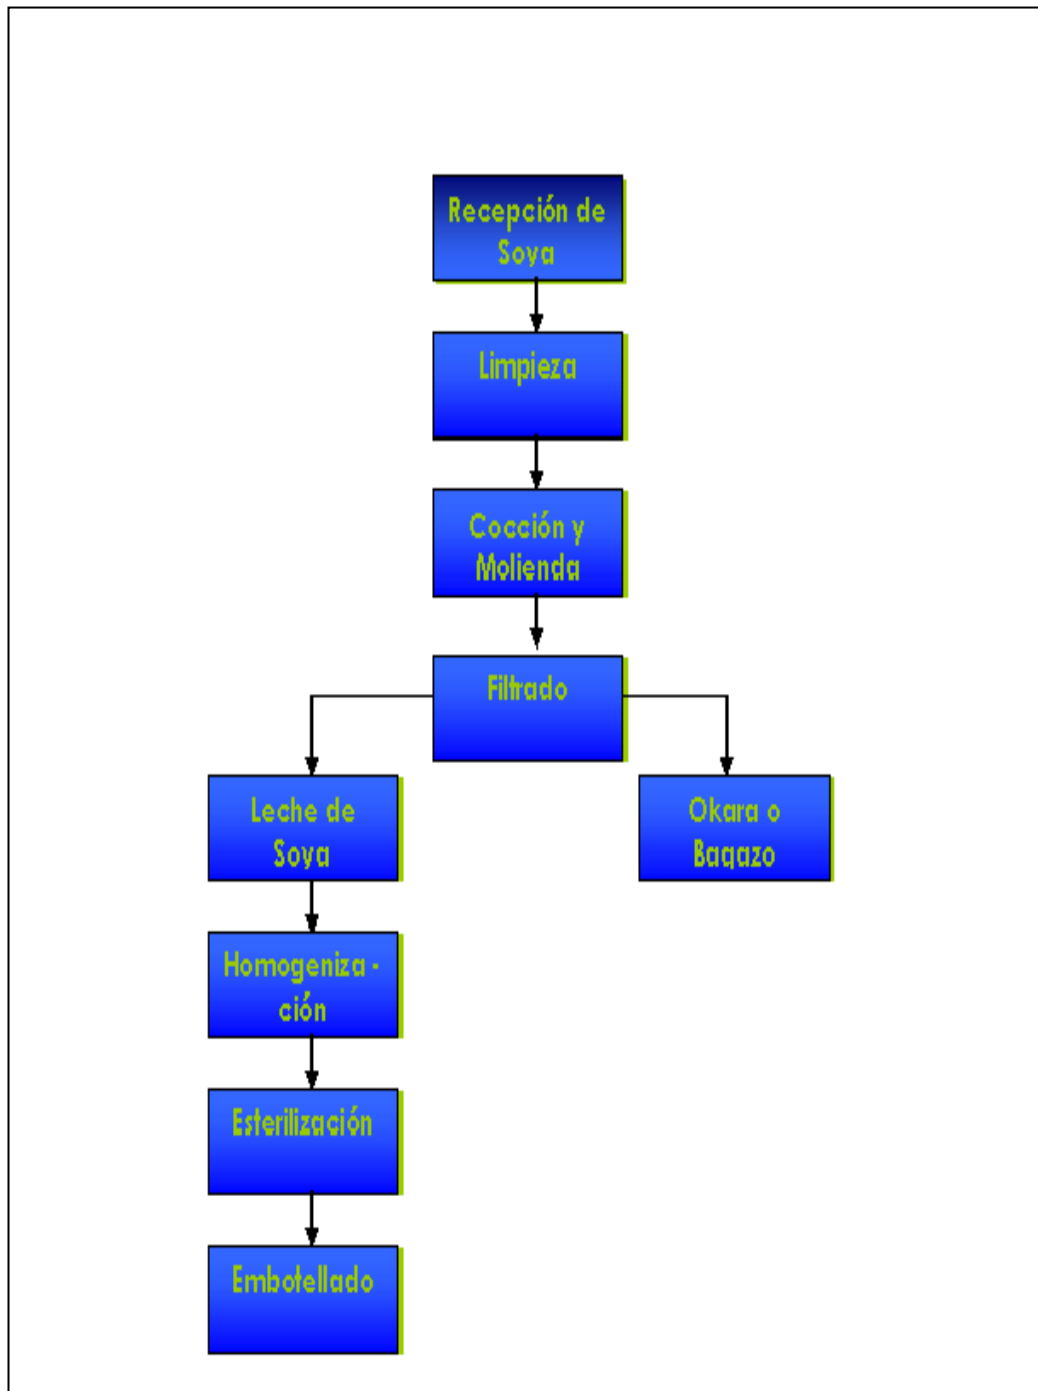 Recepción de
Soya
Limpieza
Cocción y
Molienda
Filtrado
Leche de
Soya
Okara o
Bagazo
Homogeniza -
ción
Esterilización
Embotellado